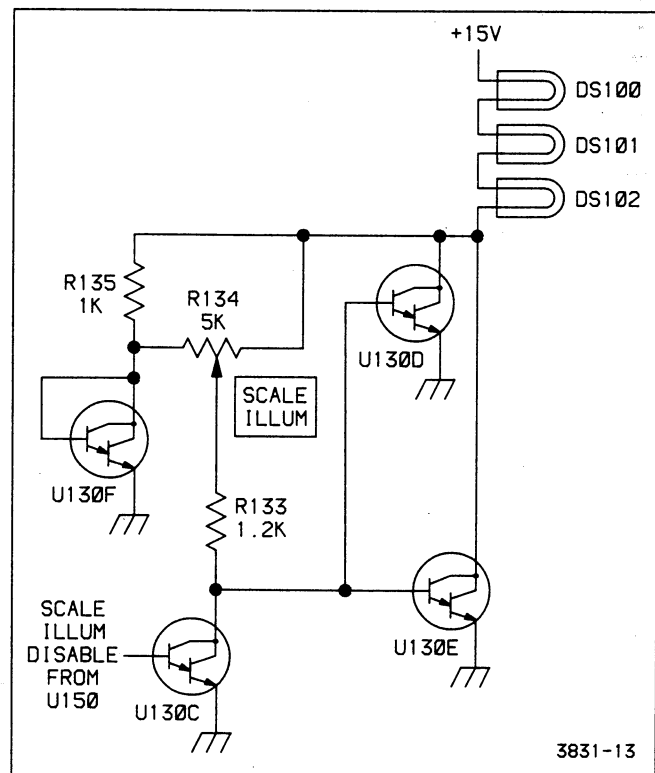 +15V
DS100
DS101
DS102
R135
1K
R134
5K
U130D
SCALE
ILLUM
U130F
R133
1.2K
SCALE
ILLUM
DISABLE
FROM
U150
U130E
U130C
3831-13